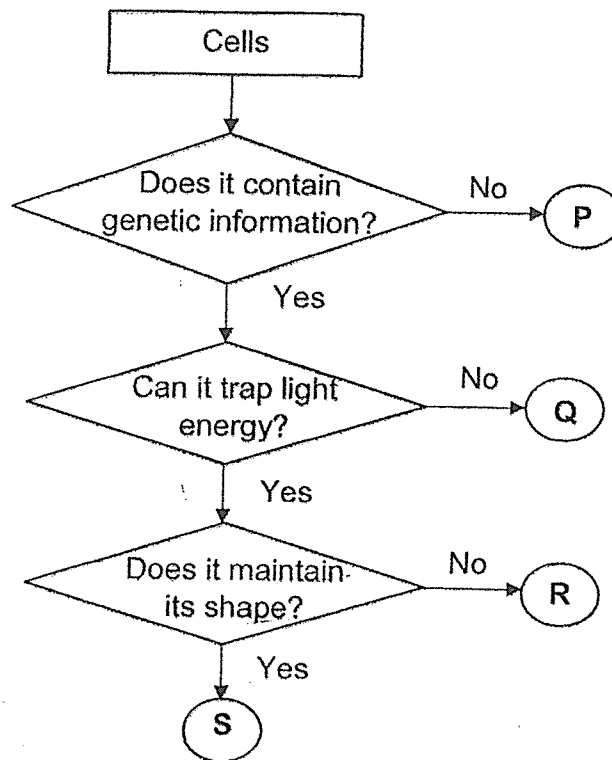 Cells
Does it contain
genetic information?
No
P
Yes
Can it trap light
energy?
No
Q
Yes
Does it maintain
its shape?
No
R
Yes
S